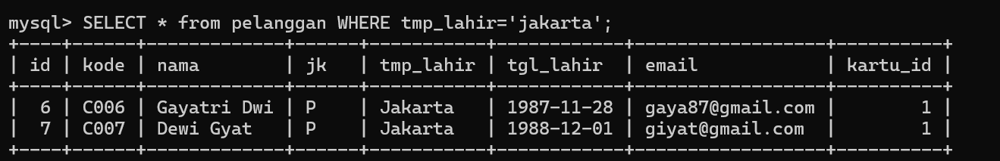 mysql> SELECT * from pelanggan WHERE tmp_lahir='jakarta';
+----+------+-------------+------+-----------+------------+------------------+----------+
| id | kode | nama        | jk   | tmp_lahir | tgl_lahir  | email            | kartu_id |
+----+------+-------------+------+-----------+------------+------------------+----------+
|  6 | C006 | Gayatri Dwi | P    | Jakarta   | 1987-11-28 | gaya87@gmail.com |        1 |
|  7 | C007 | Dewi Gyat   | P    | Jakarta   | 1988-12-01 | giyat@gmail.com  |        1 |
+----+------+-------------+------+-----------+------------+------------------+----------+